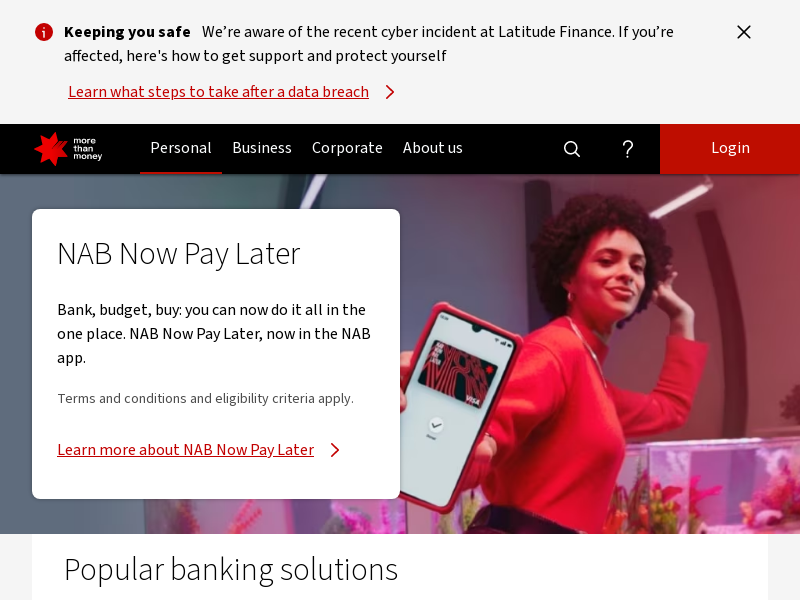 Keeping you safe We're aware of the recent cyber incident at Latitude Finance. If you're
affected, here's how to get support and protect yourself
Learn what steps to take after a data breach
more
than
money
Personal Business Corporate About us
Login
NAB Now Pay Later
Bank, budget, buy: you can now do it all in the
one place. NAB Now Pay Later, now in the NAB
app.
Terms and conditions and eligibility criteria apply.
Learn more about NAB Now Pay Later
VISA
Popular banking solutions